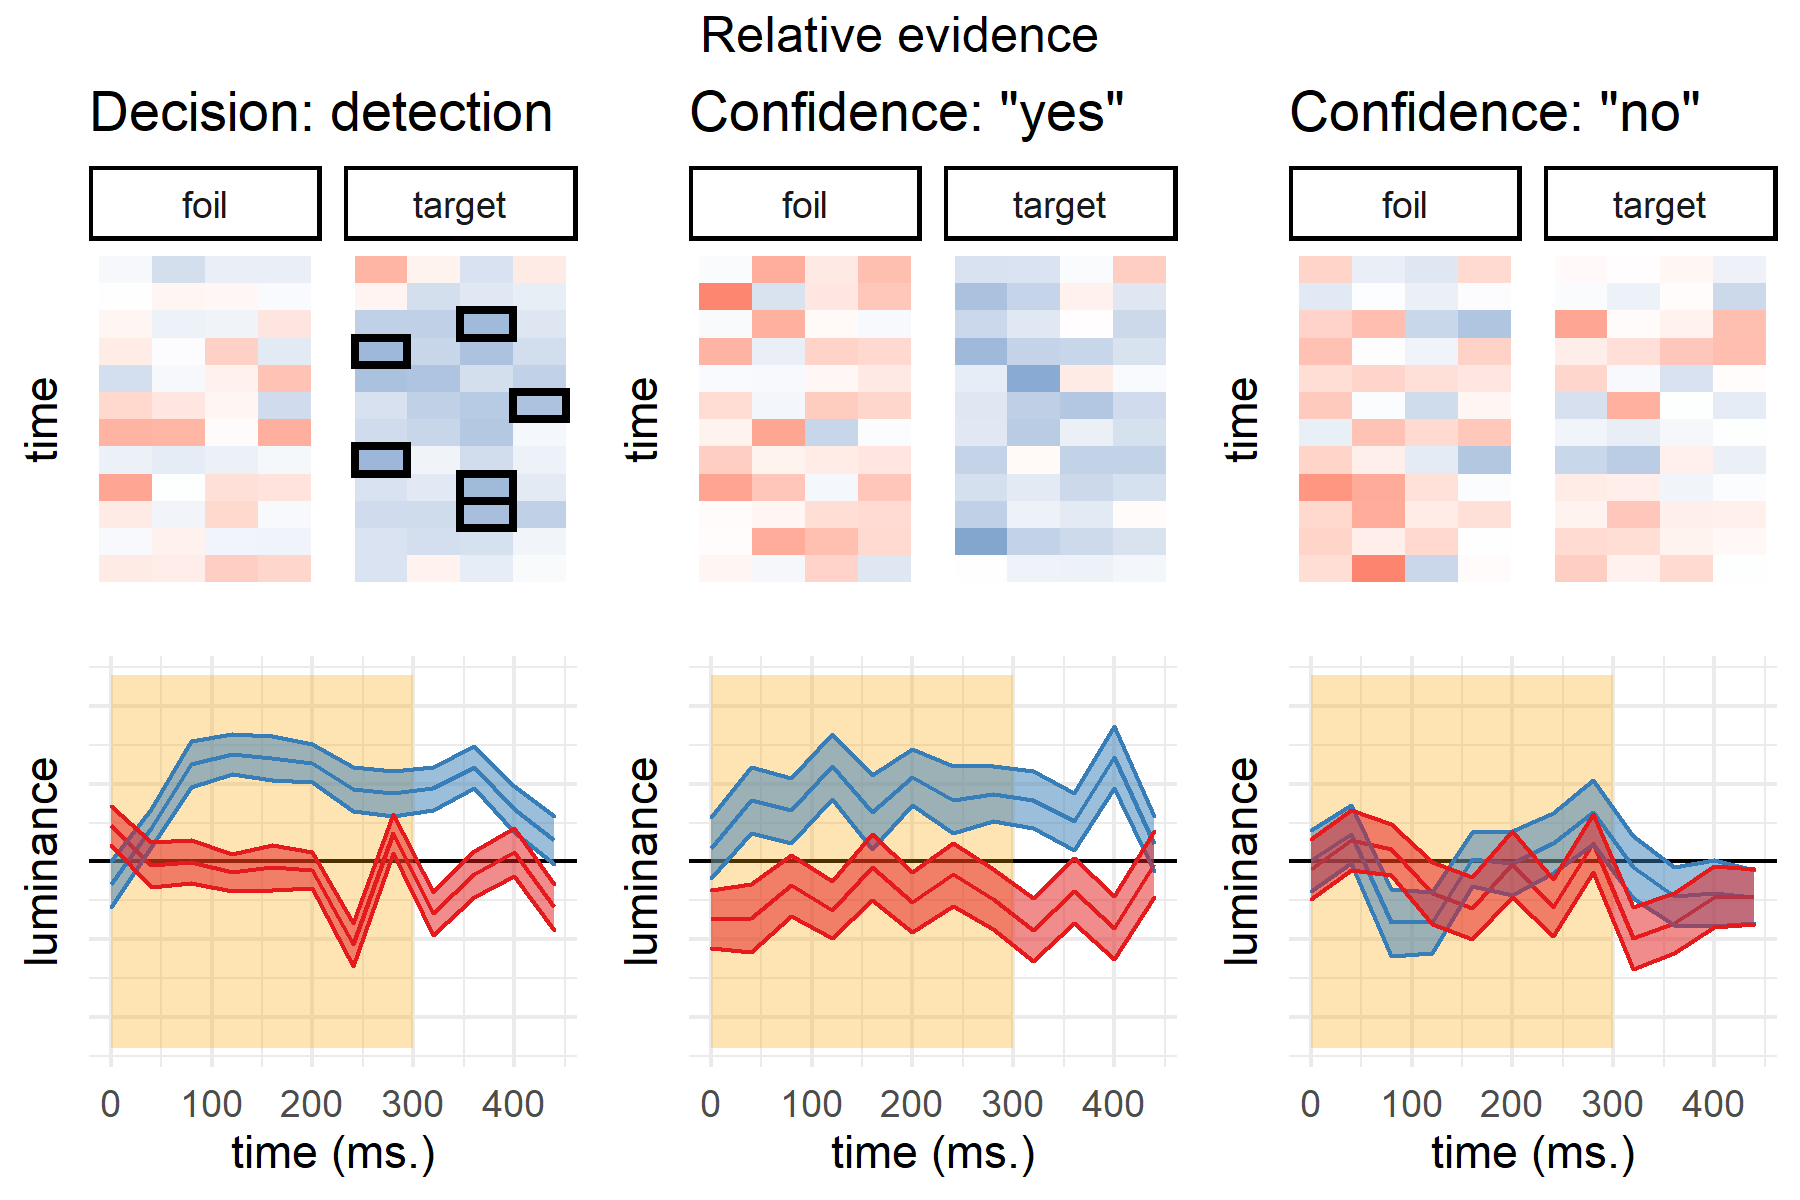 Relative evidence
Decision: detection
Confidence: "yes"
Confidence: "no"
foil
target
foil
target
foil
target
time
time
time
luminance
luminance
luminance
0 100 200 300 400
0 100 200 300 400
0 100 200 300 400
time (ms.)
time (ms.)
time (ms.)